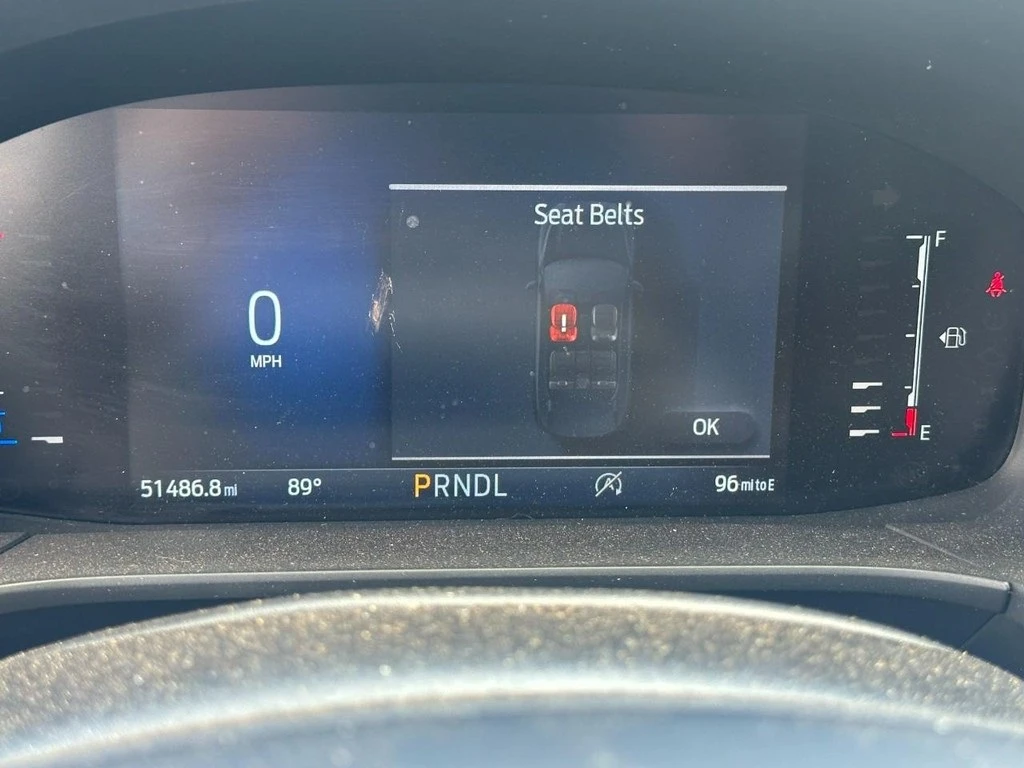 Seat Belts
F
0
MPH
OK
E
51486.8 mi 89° PRNDL 96 mi to E